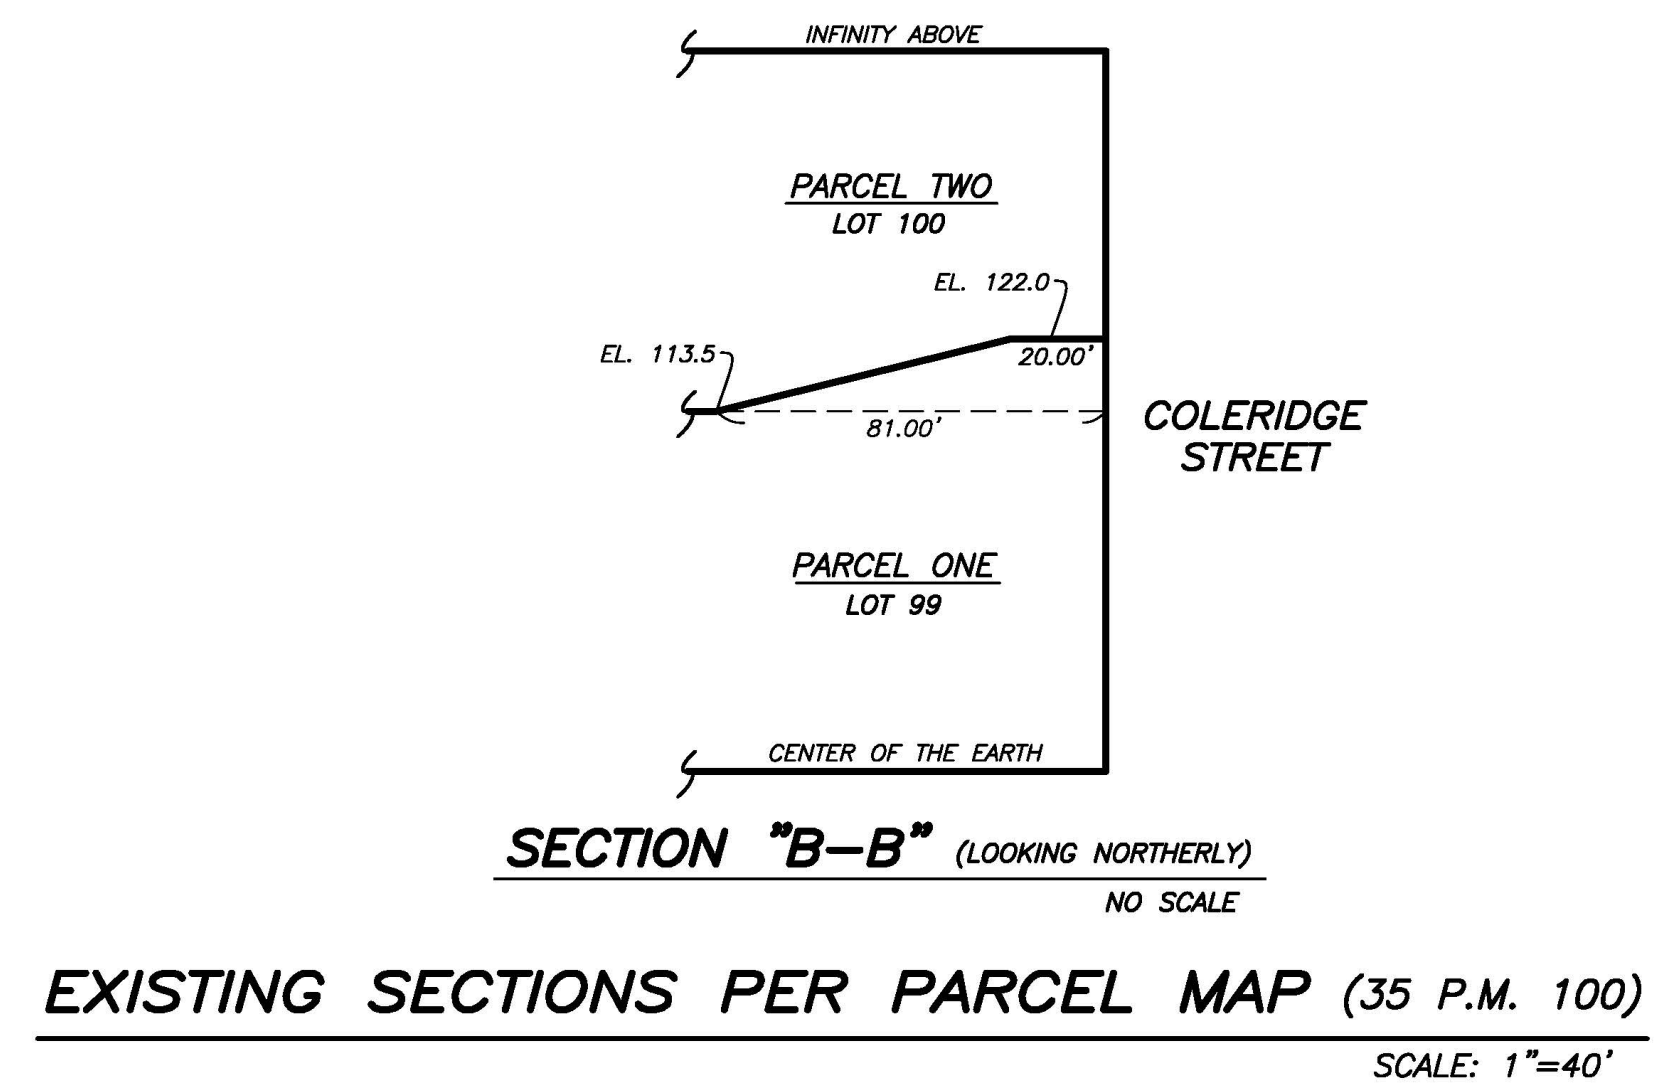 INFINITY ABOVE
PARCEL TWO
LOT 100
EL. 122.0
EL. 113.5
20.00'
81.00'
COLERIDGE
STREET
PARCEL ONE
LOT 99
CENTER OF THE EARTH
SECTION "B-B" (LOOKING NORTHERLY)
NO SCALE
EXISTING SECTIONS PER PARCEL MAP (35 P.M. 100)
SCALE: 1"=40'